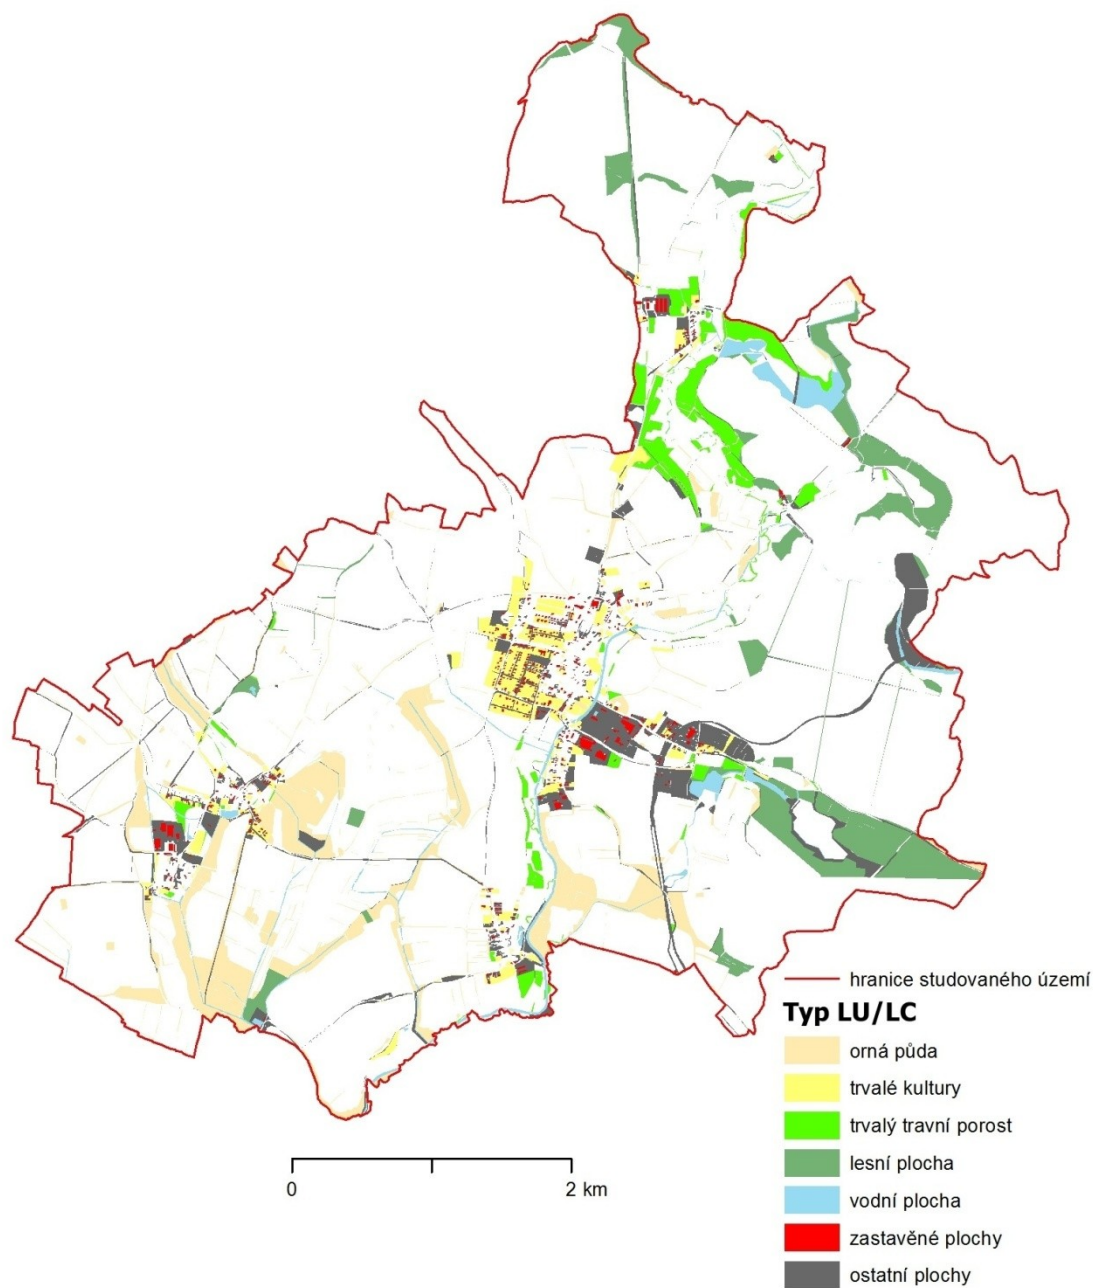 hranice studovaného území
Typ LU/LC
orná půda
trvalé kultury
trvalý travní porost
lesní plocha
vodní plocha
zastavěné plochy
ostatní plochy
0 2 km